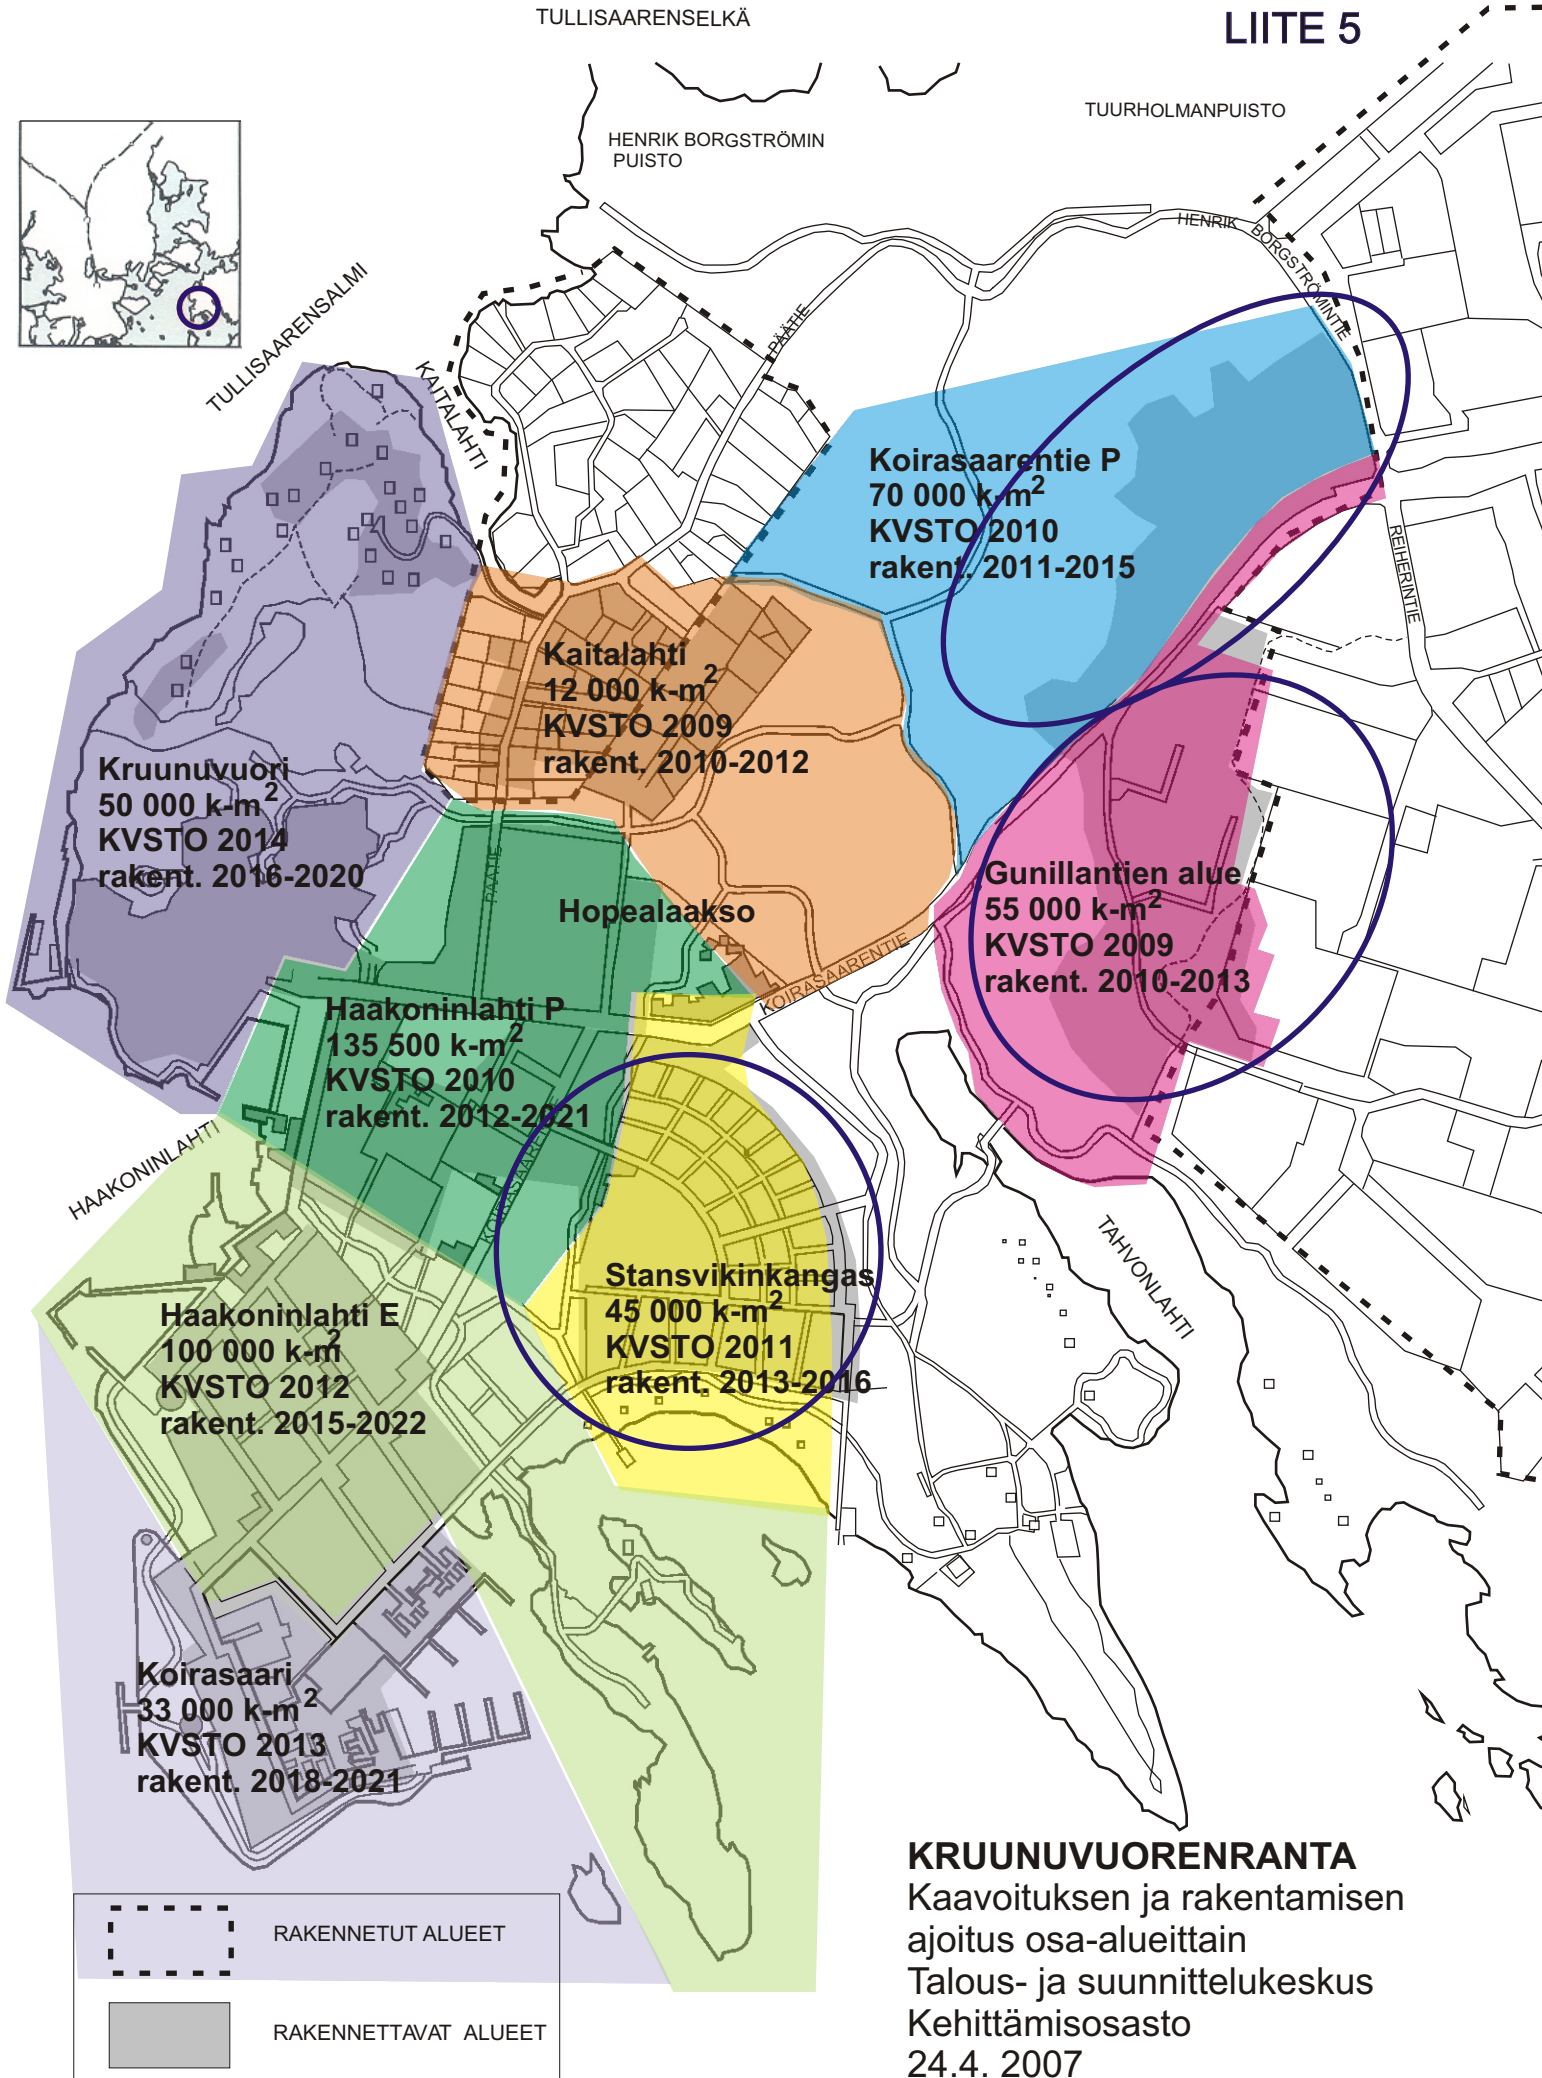 TULLISAARENSELKÄ
LIITE 5
TUURHOLMANPUISTO
HENRIK BORGSTRÖMIN
PUISTO
HENRIK BORGSTRÖMINTIE
TULLISAARENSALMI
KAITALAHTI
PÄÄTIE
Koirasaarentie P
70 000 k-m²
KVSTO 2010
rakent. 2011-2015
REIHERINTIE
Kaitalahti
12 000 k-m²
KVSTO 2009
rakent. 2010-2012
Kruunuvuori
50 000 k-m²
KVSTO 2014
rakent. 2016-2020
PÄÄTIE
Gunillantien alue
55 000 k-m²
KVSTO 2009
rakent. 2010-2013
Hopealaakso
KOIRASAARENTIE
Haakoninlahti P
135 500 k-m²
KVSTO 2010
rakent. 2012-2021
KOIRASAARENTIE
HAAKONINLAHTI
TAHVONLAHTI
Stansvikinkangas
45 000 k-m²
KVSTO 2011
rakent. 2013-2016
Haakoninlahti E
100 000 k-m²
KVSTO 2012
rakent. 2015-2022
Koirasaari
33 000 k-m²
KVSTO 2013
rakent. 2018-2021
KRUUNUVUORENRANTA
Kaavoituksen ja rakentamisen
ajoitus osa-alueittain
Talous- ja suunnittelukeskus
Kehittämisosasto
24.4. 2007
RAKENNETUT ALUEET
RAKENNETTAVAT ALUEET